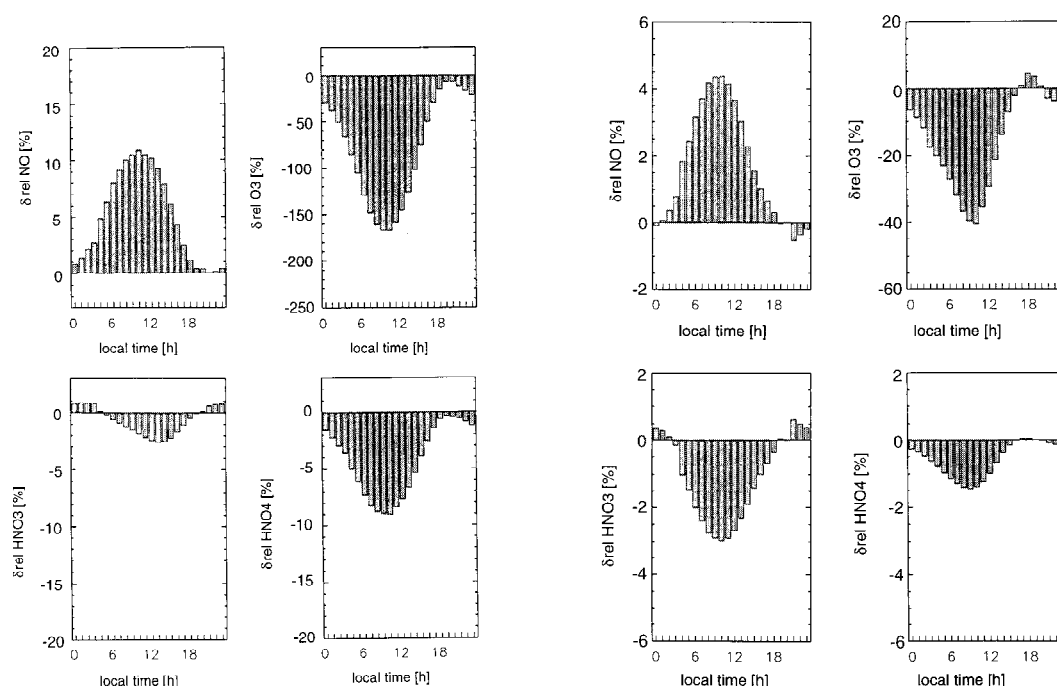 δrel NO [%]
20
15
10
5
0
0 6 12 18
local time [h]
δrel O3 [%]
0
-50
-100
-150
-200
-250
0 6 12 18
local time [h]
δrel NO [%]
6
4
2
0
-2
0 6 12 18
local time [h]
δrel O3 [%]
20
0
-20
-40
-60
0 6 12 18
local time [h]
δrel HNO3 [%]
0
-5
-10
-15
-20
0 6 12 18
local time [h]
δrel HNO4 [%]
0
-5
-10
-15
-20
0 6 12 18
local time [h]
δrel HNO3 [%]
2
0
-2
-4
-6
0 6 12 18
local time [h]
δrel HNO4 [%]
2
0
-2
-4
-6
0 6 12 18
local time [h]